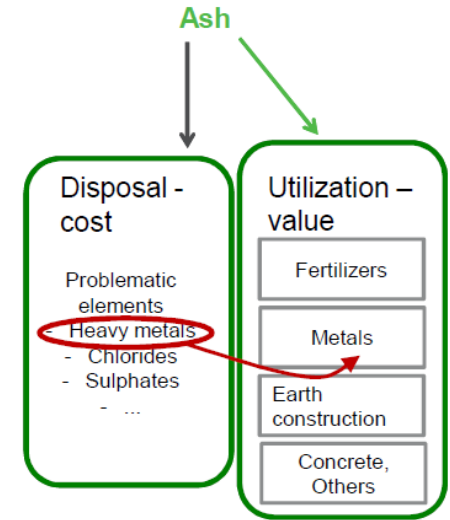 Ash
Disposal -
cost
Problematic
elements
- Heavy metals
- Chlorides
- Sulphates
- ...
Utilization –
value
Fertilizers
Metals
Earth
construction
Concrete,
Others